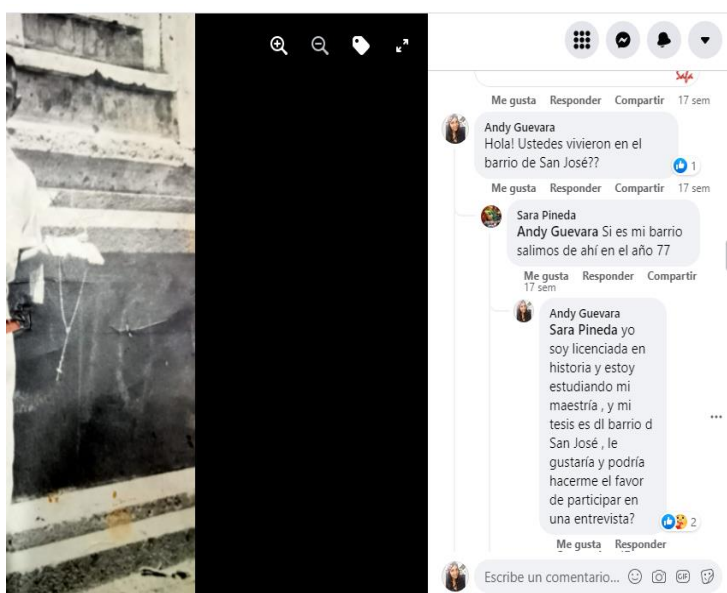 Me gusta Responder Compartir 17 sem
Andy Guevara
Hola! Ustedes vivieron en el
barrio de San José??
1
Me gusta Responder Compartir 17 sem
Sara Pineda
Andy Guevara Si es mi barrio
salimos de ahí en el año 77
Me gusta Responder Compartir
17 sem
Andy Guevara
Sara Pineda yo
soy licenciada en
historia y estoy
estudiando mi
maestría , y mi
tesis es dl barrio d
San José , le
gustaría y podría
hacerme el favor
de participar en
una entrevista?
2
Me gusta Responder
Escribe un comentario...
GIF